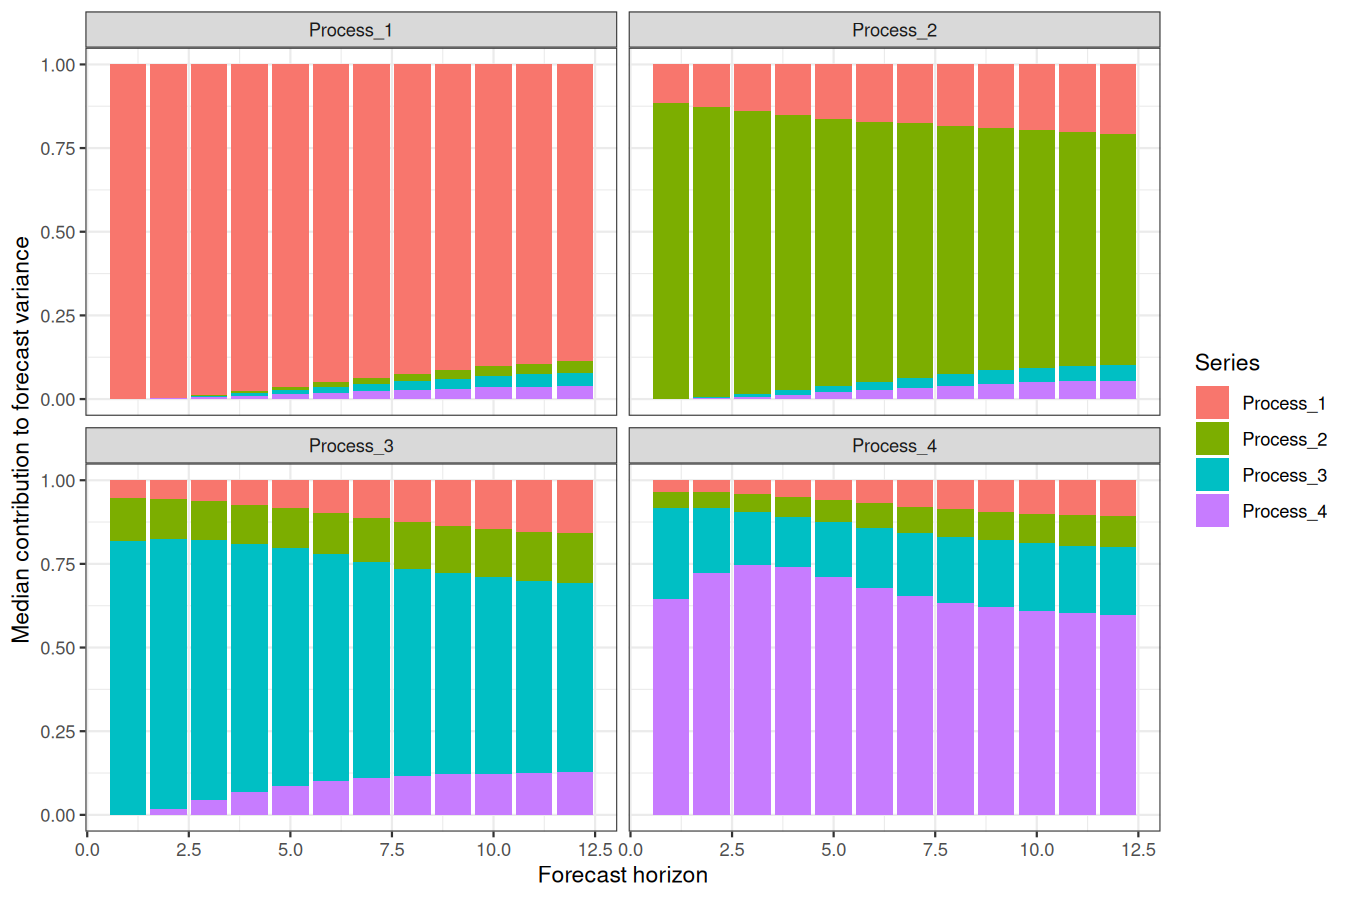 Process_1
Process_2
1.00
0.75
0.50
0.25
0.00
Process_3
Process_4
1.00
0.75
0.50
0.25
0.00
0.0 2.5 5.0 7.5 10.0 12.5 0.0 2.5 5.0 7.5 10.0 12.5
Forecast horizon
Median contribution to forecast variance
Series
Process_1
Process_2
Process_3
Process_4